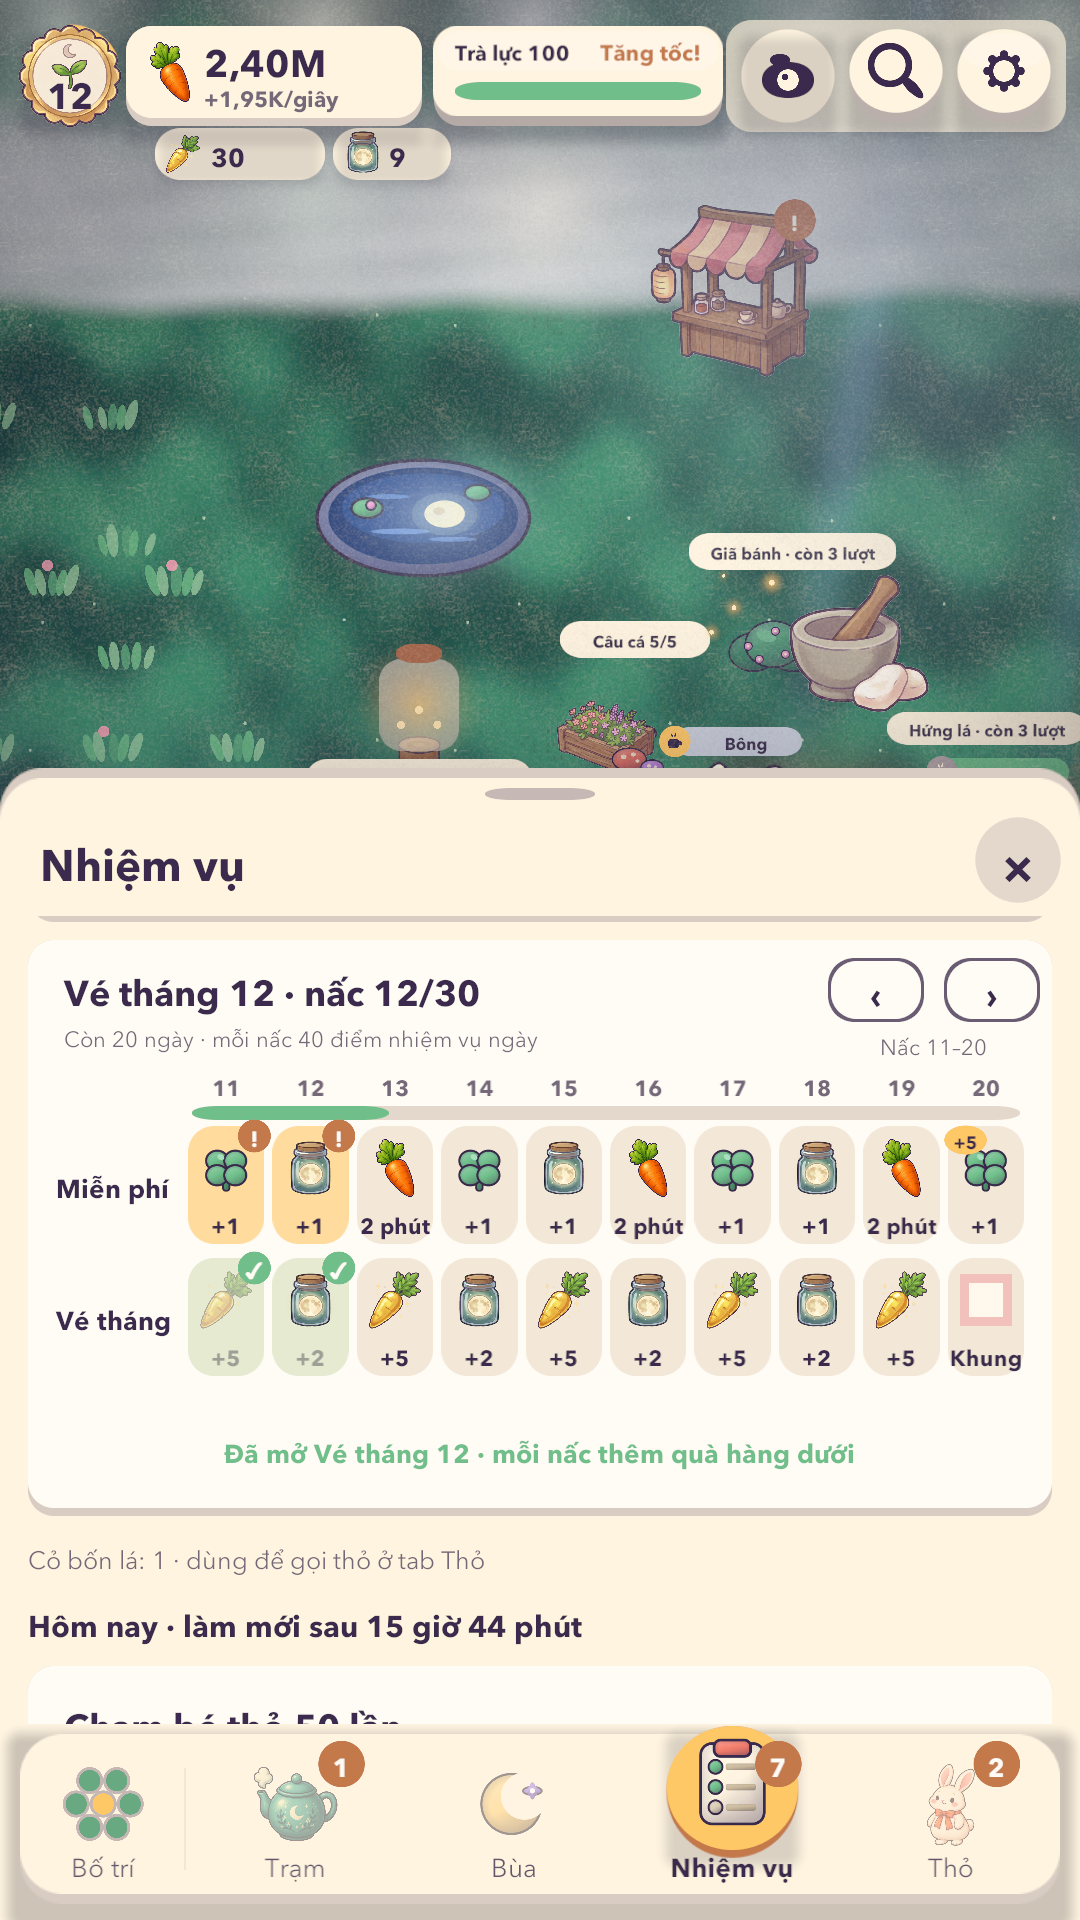 12
2,40M
+1,95K/giây
Trà lực 100
Tăng tốc!
30
9
!
Giã bánh · còn 3 lượt
Câu cá 5/5
Bông
Hứng lá · còn 3 lượt
Nhiệm vụ
×
Vé tháng 12 · nấc 12/30
‹ ›
Còn 20 ngày · mỗi nấc 40 điểm nhiệm vụ ngày
Nấc 11–20
11 12 13 14 15 16 17 18 19 20
! ! +5
Miễn phí
+1 +1 2 phút +1 +1 2 phút +1 +1 2 phút +1
Vé tháng
+5 +2 +5 +2 +5 +2 +5 +2 +5 Khung
Đã mở Vé tháng 12 · mỗi nấc thêm quà hàng dưới
Cỏ bốn lá: 1 · dùng để gọi thỏ ở tab Thỏ
Hôm nay · làm mới sau 15 giờ 44 phút
Chạm bé thỏ 50 lần
1 7 2
Bố trí Trạm Bùa Nhiệm vụ Thỏ